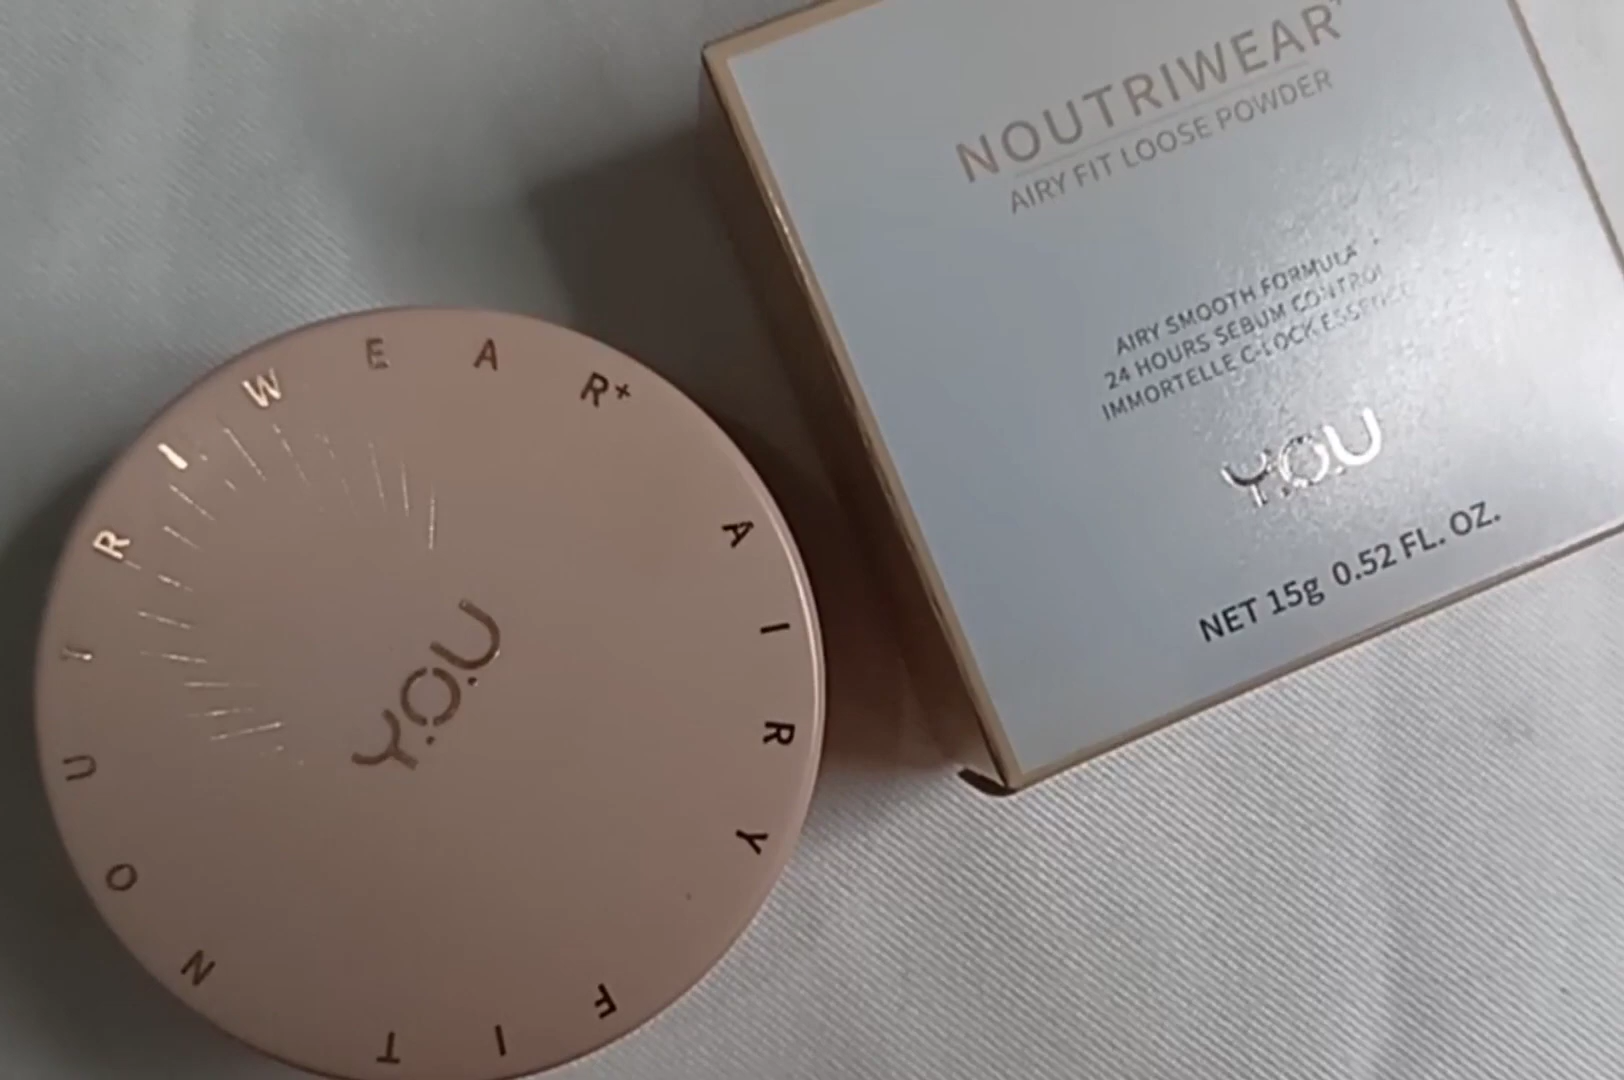 NOUTRIWEAR+
AIRY FIT LOOSE POWDER
AIRY SMOOTH FORMULA
24 HOURS SEBUM CONTROL
IMMORTELLE C-LOCK ESSENCE
Y.O.U
NET 15g 0.52 FL. OZ.
NOUTRIWEAR+
AIRY
FIT
Y.O.U